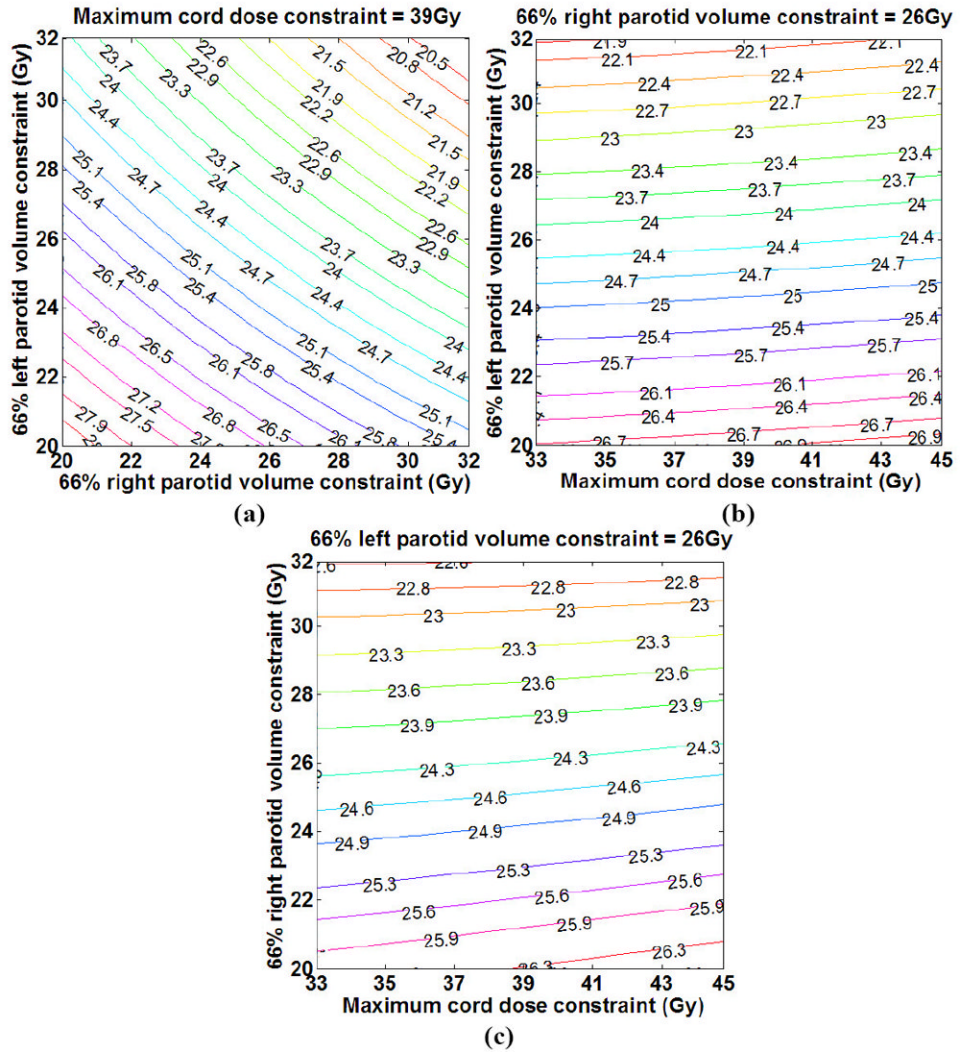 Maximum cord dose constraint = 39Gy
66% left parotid volume constraint (Gy)
32
30
28
26
24
22
20
20 22 24 26 28 30 32
66% right parotid volume constraint (Gy)
23.7 23.3 22.6 22.9 21.5 20.8 20.5
24 21.9 21.2
24.4 22.2 21.5
25.1 24.7 23.7 24 23.3 22.6 22.9 21.9 22.2
25.4 24.4 23.7 23.3 22.6 22.9
26.1 25.8 25.1 25.4 24.7 24.4 24 23.3
26.8 26.5 26.1 25.8 25.4 25.1 24.7 24.4 24
27.9 27.5 27.2 26.8 26.5 26.1 25.8 25.4 25.1
(a)
66% right parotid volume constraint = 26Gy
66% left parotid volume constraint (Gy)
32
30
28
26
24
22
20
33 35 37 39 41 43 45
Maximum cord dose constraint (Gy)
21.9 22.1 22.1
22.1 22.4 22.4
22.4 22.7 22.7
22.7 23 23
23 23.4 23.4
23.4 23.7 23.7
23.7 24 24
24 24.4 24.4
24.4 24.7 24.7
24.7 25 25
25 25.4 25.4
25.4 25.7 25.7
25.7 26.1 26.1
26.1 26.4 26.4
26.4 26.7 26.7
26.7 26.9 26.9
(b)
66% left parotid volume constraint = 26Gy
66% right parotid volume constraint (Gy)
32
30
28
26
24
22
20
33 35 37 39 41 43 45
Maximum cord dose constraint (Gy)
22.8 22.8 22.8
23 23 23
23.3 23.3 23.3
23.6 23.6 23.6
23.9 23.9 23.9
24.3 24.3 24.3
24.6 24.6 24.6
24.9 24.9 24.9
25.3 25.3 25.3
25.6 25.6 25.6
25.9 25.9 25.9
26.3 26.3
(c)